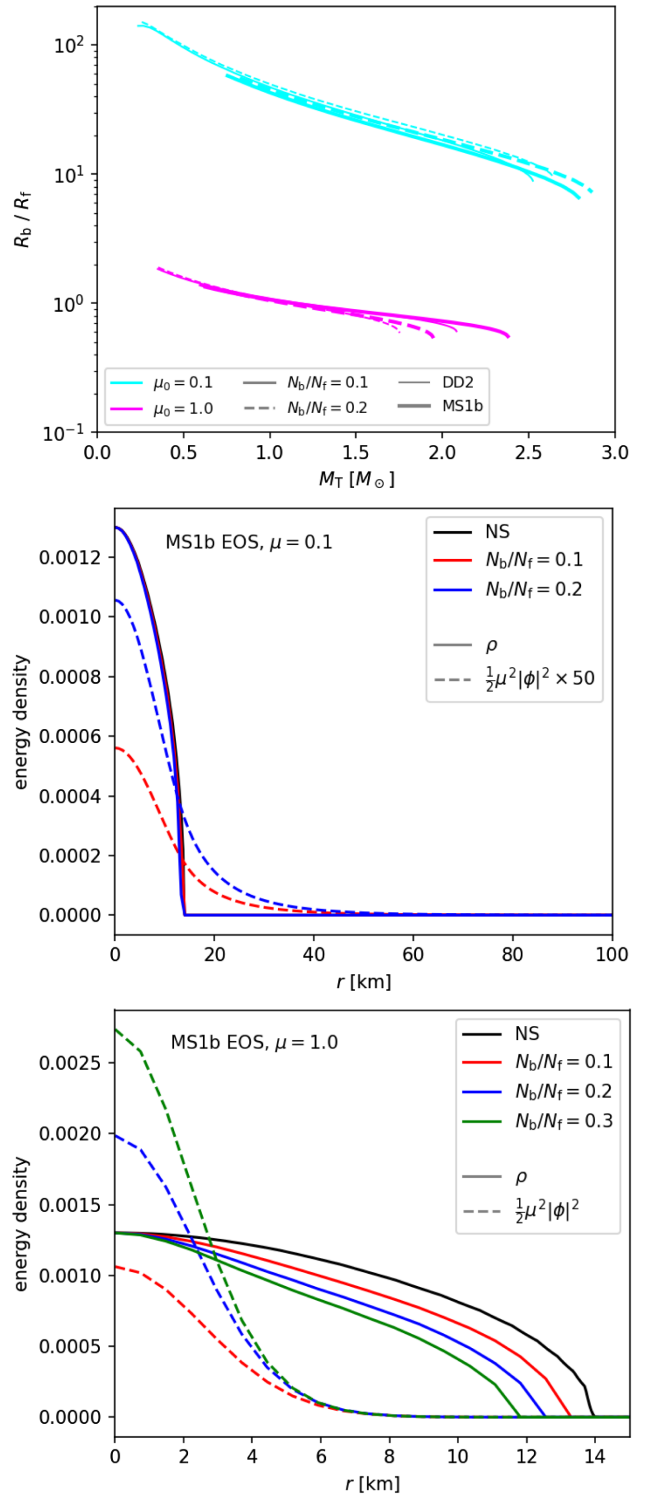 10²
10¹
10⁰
10⁻¹
R_b / R_f
μ₀ = 0.1
μ₀ = 1.0
N_b/N_f = 0.1
N_b/N_f = 0.2
DD2
MS1b
0.0 0.5 1.0 1.5 2.0 2.5 3.0
M_T [M_⊙]
MS1b EOS, μ = 0.1
NS
N_b/N_f = 0.1
N_b/N_f = 0.2
ρ
½μ²|ϕ|² × 50
0.0012
0.0010
0.0008
0.0006
0.0004
0.0002
0.0000
energy density
0 20 40 60 80 100
r [km]
MS1b EOS, μ = 1.0
NS
N_b/N_f = 0.1
N_b/N_f = 0.2
N_b/N_f = 0.3
ρ
½μ²|ϕ|²
0.0025
0.0020
0.0015
0.0010
0.0005
0.0000
energy density
0 2 4 6 8 10 12 14
r [km]